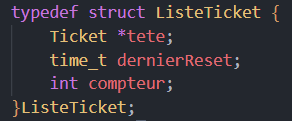 typedef struct ListeTicket {
    Ticket *tete;
    time_t dernierReset;
    int compteur;
}ListeTicket;